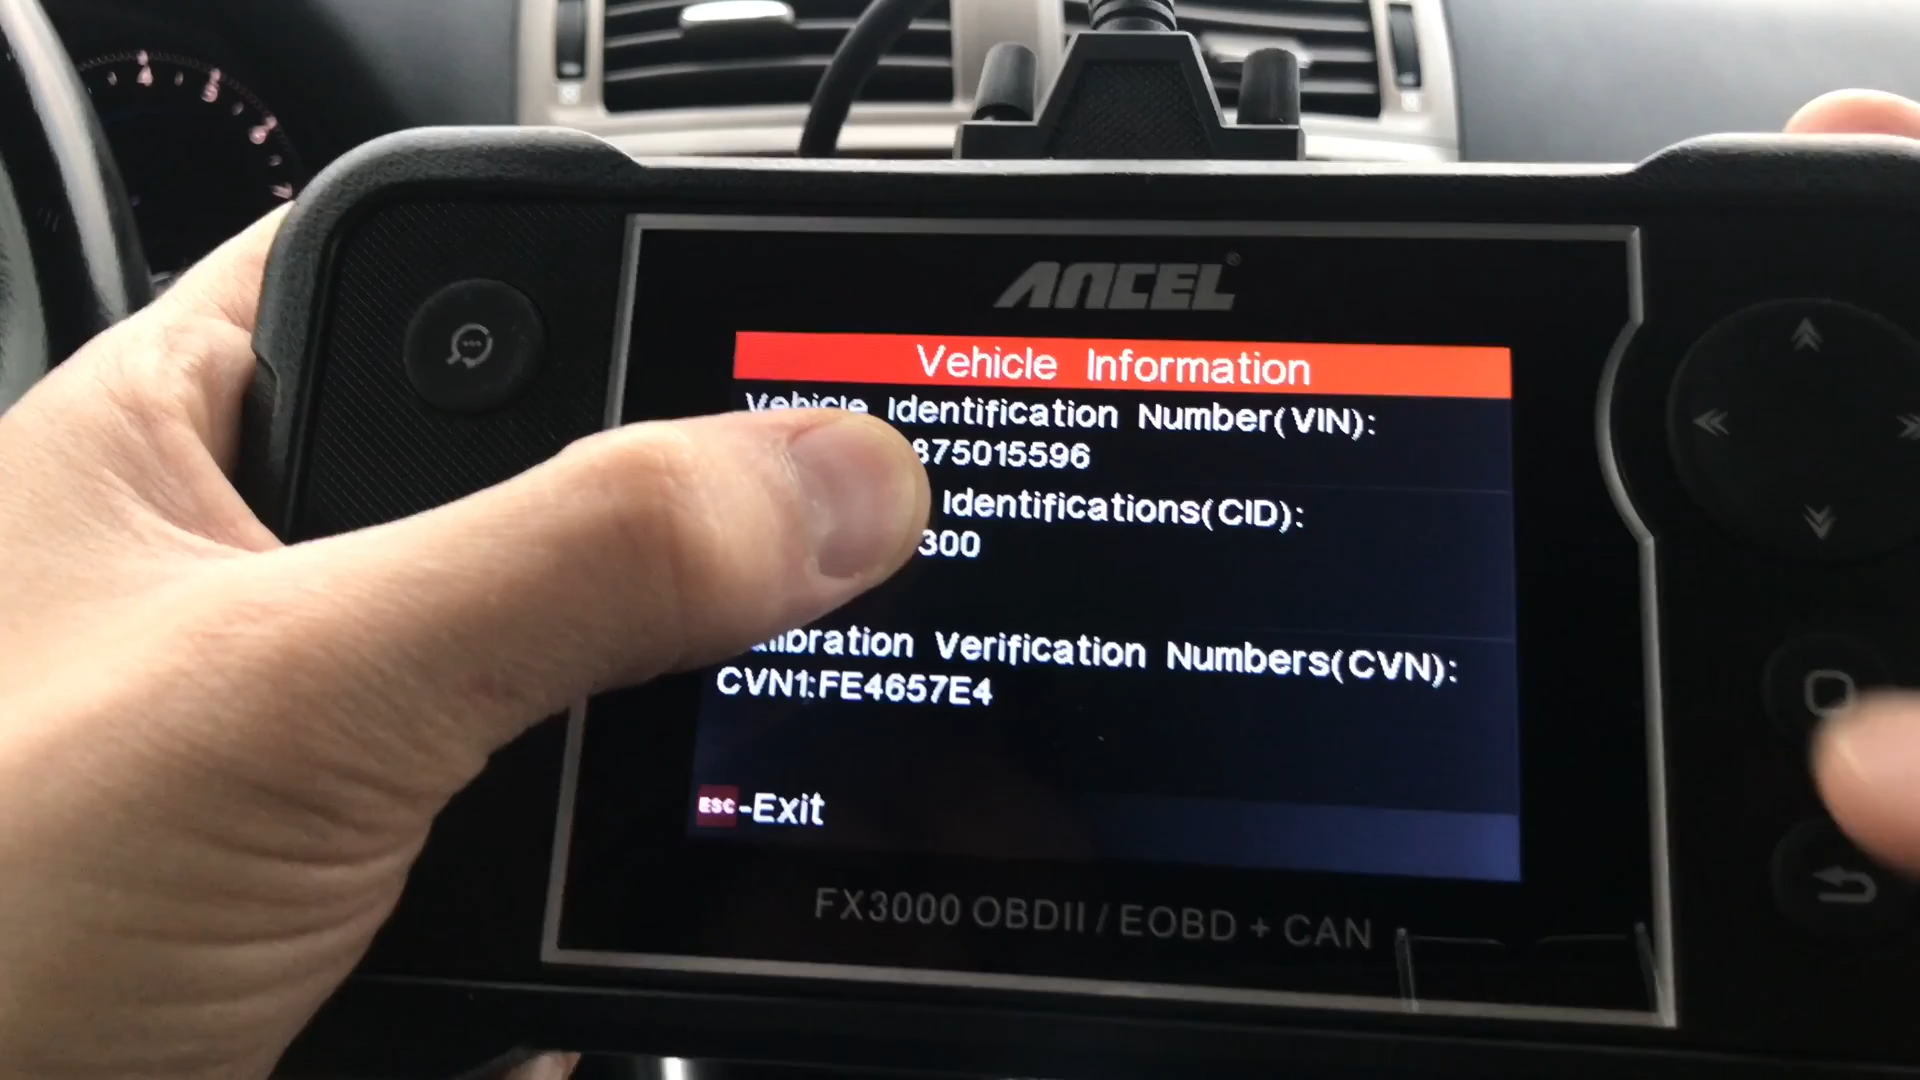 ANCEL®
Vehicle Information
Vehicle Identification Number(VIN):
875015596
Identifications(CID):
300
Calibration Verification Numbers(CVN):
CVN1:FE4657E4
ESC-Exit
FX3000 OBDII / EOBD + CAN